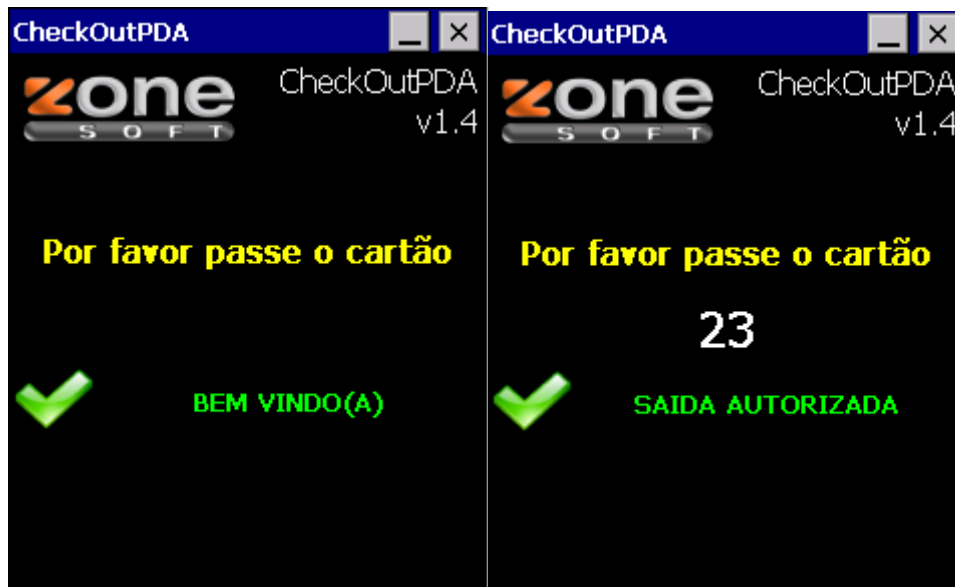 CheckOutPDA
zone
SOFT
CheckOutPDA
v1.4
Por favor passe o cartão
BEM VINDO(A)
CheckOutPDA
zone
SOFT
CheckOutPDA
v1.4
Por favor passe o cartão
23
SAIDA AUTORIZADA